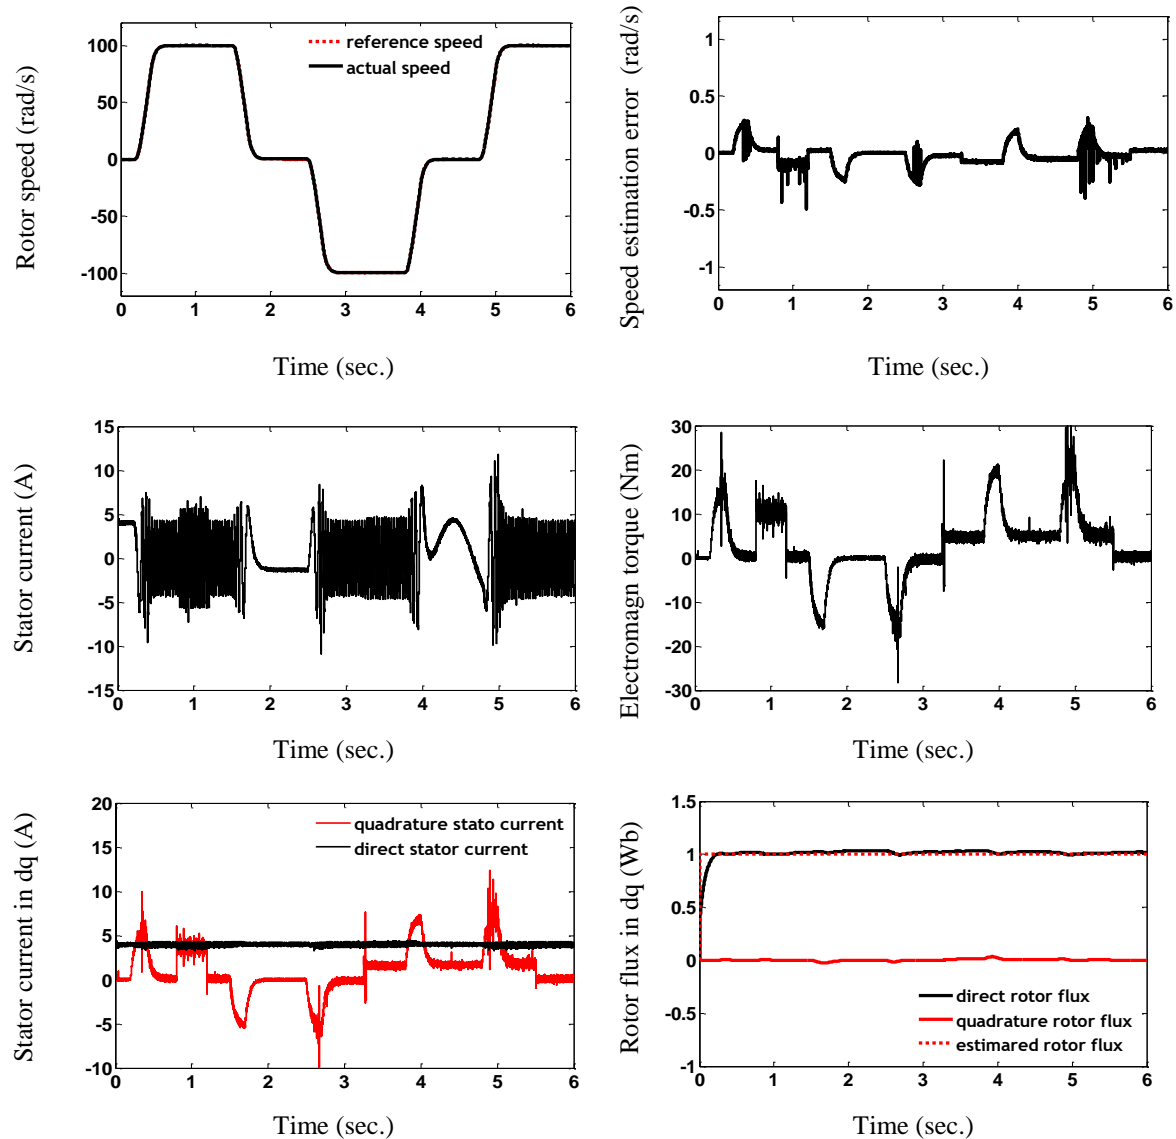 Rotor speed (rad/s)
100
50
0
-50
-100
reference speed
actual speed
0 1 2 3 4 5 6
Time (sec.)
Speed estimation error (rad/s)
1
0.5
0
-0.5
-1
0 1 2 3 4 5 6
Time (sec.)
Stator current (A)
15
10
5
0
-5
-10
-15
0 1 2 3 4 5 6
Time (sec.)
Electromagn torque (Nm)
30
20
10
0
-10
-20
-30
0 1 2 3 4 5 6
Time (sec.)
Stator current in dq (A)
20
15
10
5
0
-5
-10
quadrature stato current
direct stator current
0 1 2 3 4 5 6
Time (sec.)
Rotor flux in dq (Wb)
1.5
1
0.5
0
-0.5
-1
direct rotor flux
quadrature rotor flux
estimared rotor flux
0 1 2 3 4 5 6
Time (sec.)